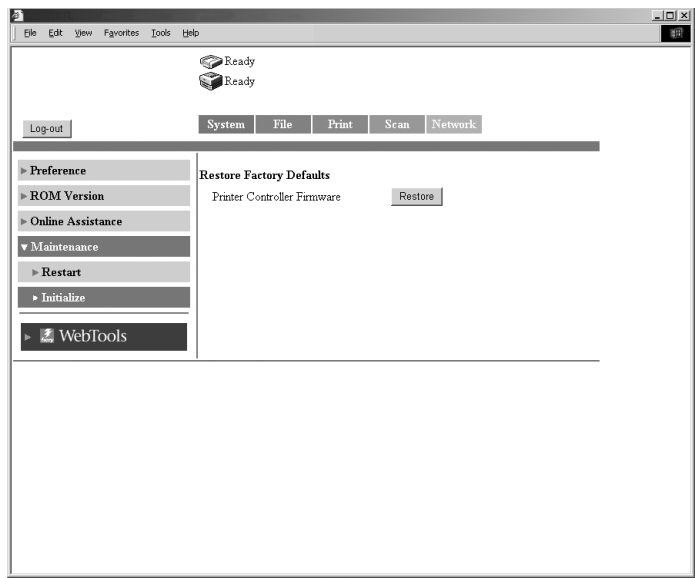 File Edit View Favorites Tools Help
Ready
Ready
Log-out
System File Print Scan Network
Preference
ROM Version
Online Assistance
Maintenance
Restart
Initialize
WebTools
Restore Factory Defaults
Printer Controller Firmware Restore